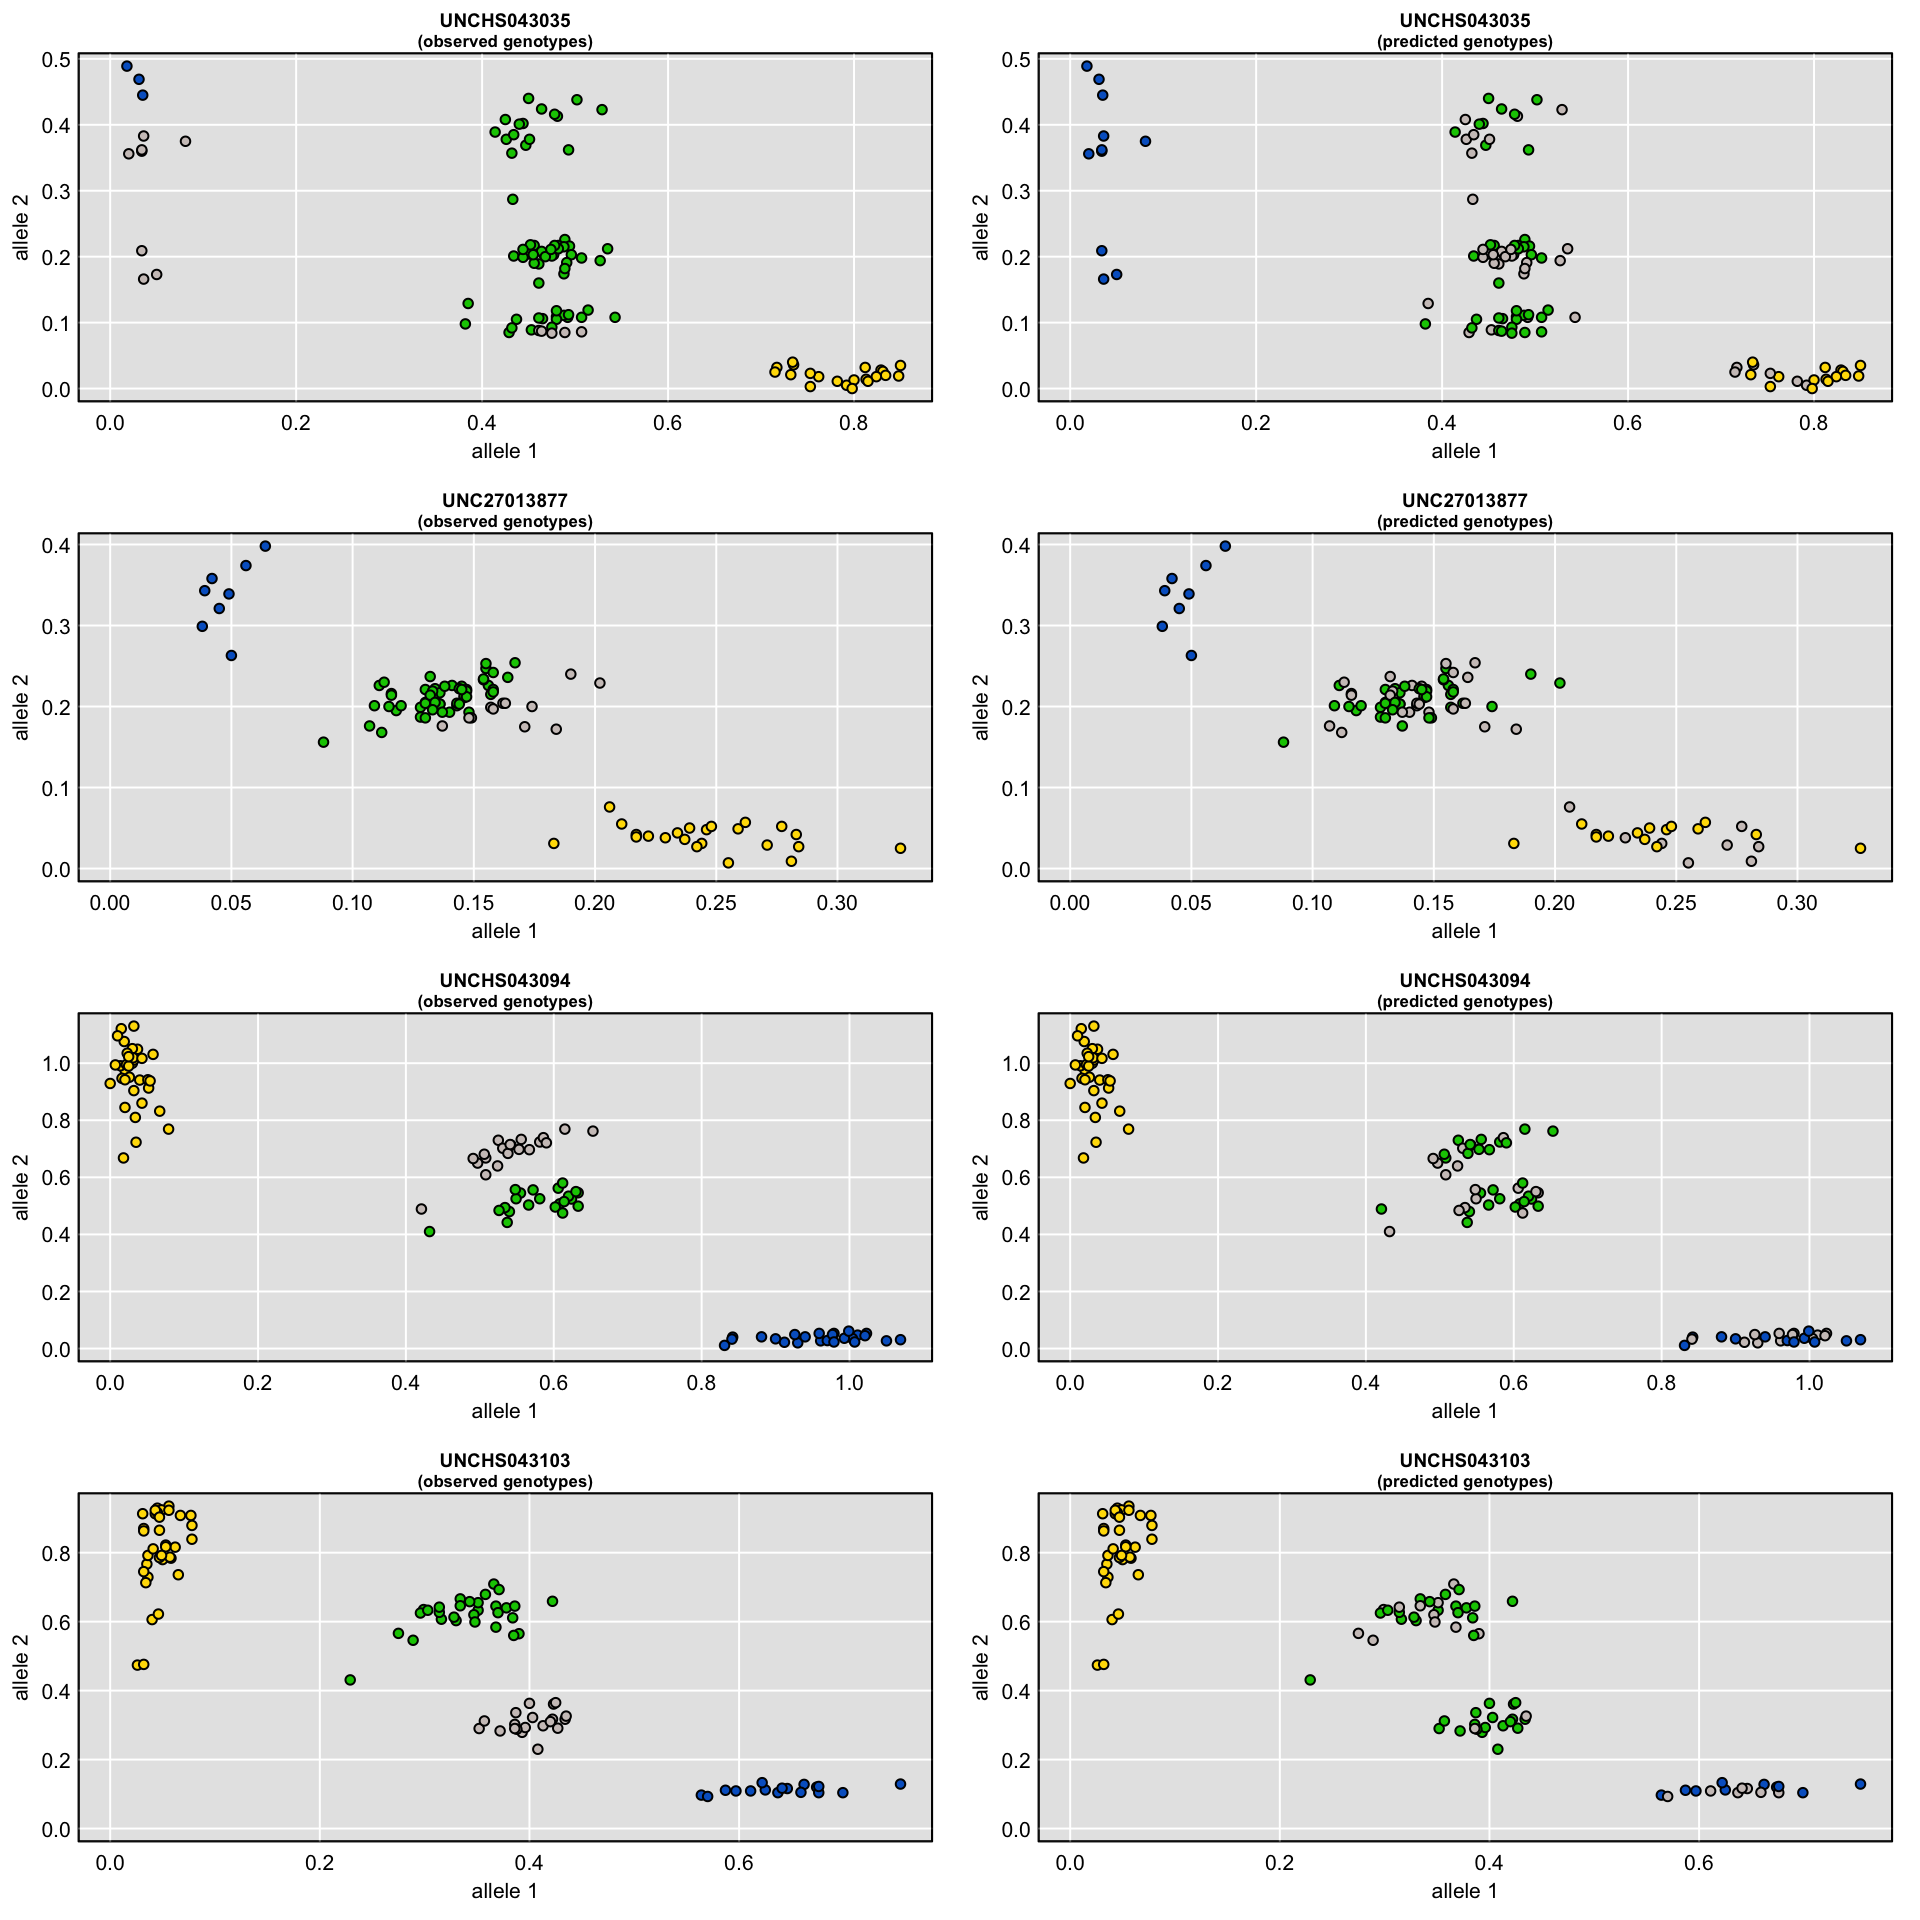 UNCHS043035
(observed genotypes)
0.5
0.4
0.3
0.2
0.1
0.0
allele 2
0.0 0.2 0.4 0.6 0.8
allele 1
UNCHS043035
(predicted genotypes)
0.5
0.4
0.3
0.2
0.1
0.0
allele 2
0.0 0.2 0.4 0.6 0.8
allele 1
UNC27013877
(observed genotypes)
0.4
0.3
0.2
0.1
0.0
allele 2
0.00 0.05 0.10 0.15 0.20 0.25 0.30
allele 1
UNC27013877
(predicted genotypes)
0.4
0.3
0.2
0.1
0.0
allele 2
0.00 0.05 0.10 0.15 0.20 0.25 0.30
allele 1
UNCHS043094
(observed genotypes)
1.0
0.8
0.6
0.4
0.2
0.0
allele 2
0.0 0.2 0.4 0.6 0.8 1.0
allele 1
UNCHS043094
(predicted genotypes)
1.0
0.8
0.6
0.4
0.2
0.0
allele 2
0.0 0.2 0.4 0.6 0.8 1.0
allele 1
UNCHS043103
(observed genotypes)
0.8
0.6
0.4
0.2
0.0
allele 2
0.0 0.2 0.4 0.6
allele 1
UNCHS043103
(predicted genotypes)
0.8
0.6
0.4
0.2
0.0
allele 2
0.0 0.2 0.4 0.6
allele 1